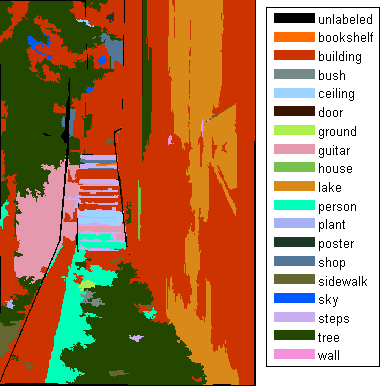 unlabeled
bookshelf
building
bush
ceiling
door
ground
guitar
house
lake
person
plant
poster
shop
sidewalk
sky
steps
tree
wall